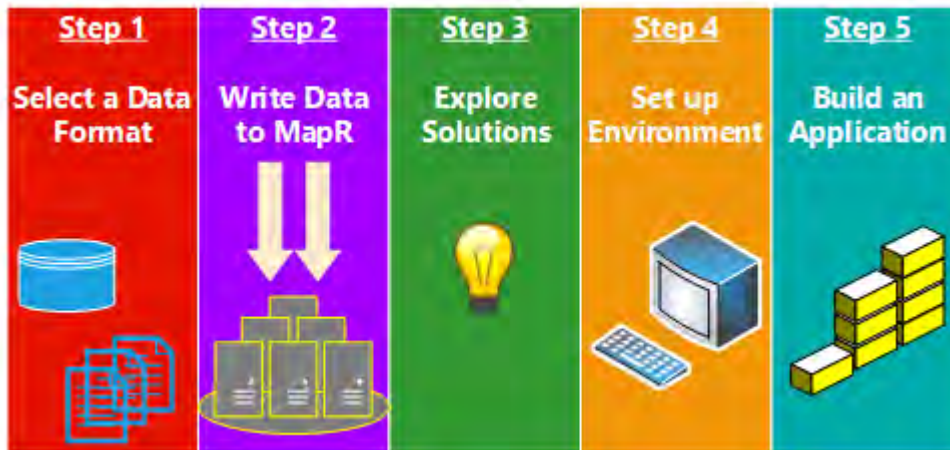 Step 1
Select a Data
Format
Step 2
Write Data
to MapR
Step 3
Explore
Solutions
Step 4
Set up
Environment
Step 5
Build an
Application